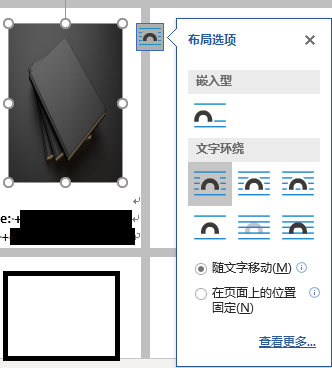 布局选项
嵌入型
文字环绕
e: +
+
随文字移动(M)
在页面上的位置
固定(N)
查看更多...